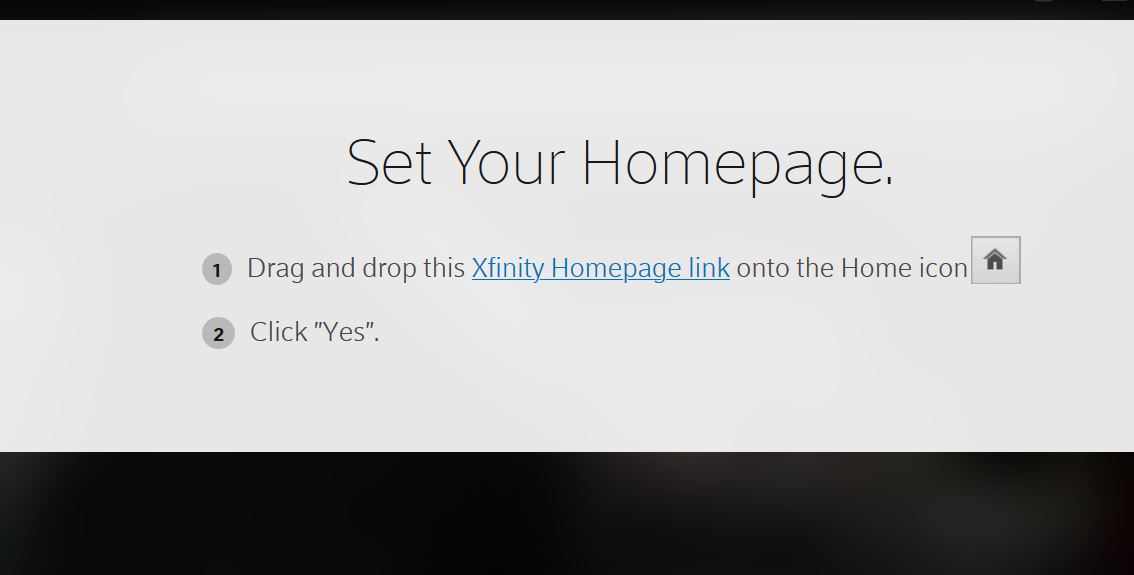 Set Your Homepage.
1 Drag and drop this Xfinity Homepage link onto the Home icon
2 Click "Yes".